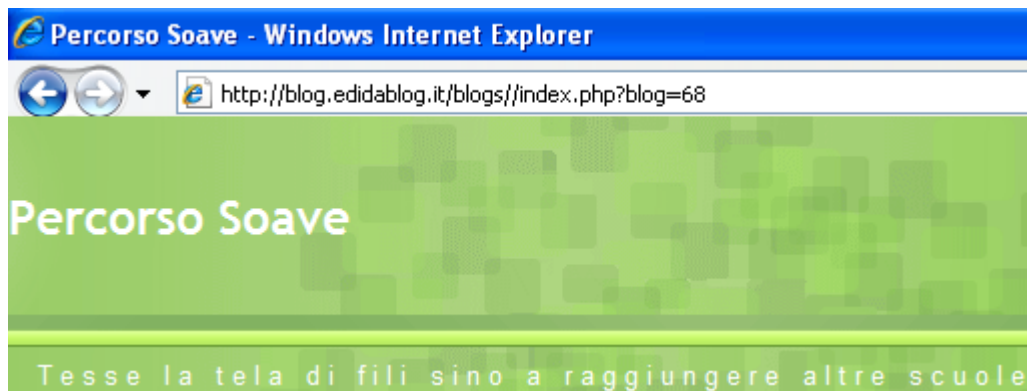 Percorso Soave - Windows Internet Explorer
http://blog.edidablog.it/blogs//index.php?blog=68
Percorso Soave
Tesse la tela di fili sino a raggiungere altre scuole